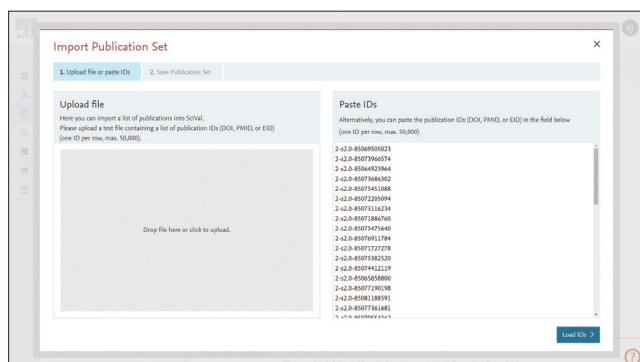 Import Publication Set
×
1. Upload file or paste IDs
2. Save Publication Set
Upload file
Here you can import a list of publications into SciVal.
Please upload a text file containing a list of publication IDs (DOI, PMID, or EID)
(one ID per row, max. 50,000).
Drop file here or click to upload.
Paste IDs
Alternatively, you can paste the publication IDs (DOI, PMID, or EID) in the field below
(one ID per row, max. 50,000)
2-s2.0-85069505023
2-s2.0-85073966574
2-s2.0-85064923964
2-s2.0-85073686302
2-s2.0-85075451088
2-s2.0-85072205094
2-s2.0-85073116234
2-s2.0-85071886760
2-s2.0-85075475640
2-s2.0-85076911784
2-s2.0-85071727278
2-s2.0-85075382520
2-s2.0-85074412119
2-s2.0-85065858800
2-s2.0-85077190198
2-s2.0-85081188591
2-s2.0-85077361681
Load IDs >
?